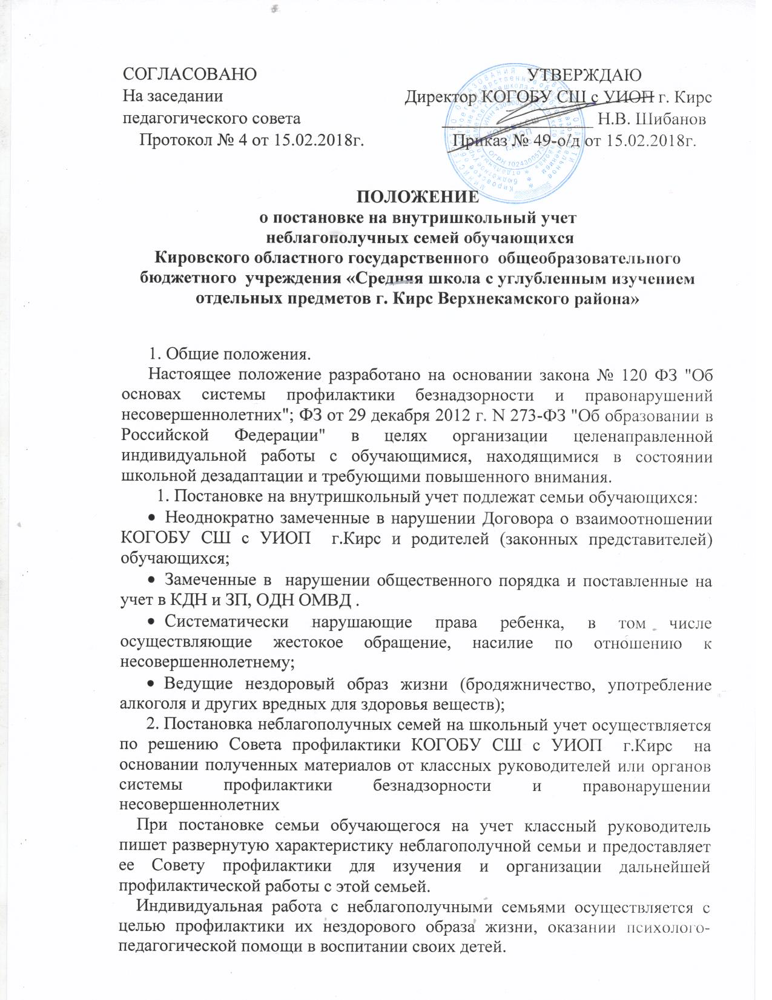 СОГЛАСОВАНО
На заседании
педагогического совета
Протокол № 4 от 15.02.2018г.
УТВЕРЖДАЮ
Директор КОГОБУ СШ с УИОП г. Кирс
Н.В. Шибанов
Приказ № 49-о/д от 15.02.2018г.
ПОЛОЖЕНИЕ
о постановке на внутришкольный учет
неблагополучных семей обучающихся
Кировского областного государственного общеобразовательного
бюджетного учреждения «Средняя школа с углубленным изучением
отдельных предметов г. Кирс Верхнекамского района»
1. Общие положения.
Настоящее положение разработано на основании закона № 120 ФЗ "Об
основах системы профилактики безнадзорности и правонарушений
несовершеннолетних"; ФЗ от 29 декабря 2012 г. N 273-ФЗ "Об образовании в
Российской Федерации" в целях организации целенаправленной
индивидуальной работы с обучающимися, находящимися в состоянии
школьной дезадаптации и требующими повышенного внимания.
1. Постановке на внутришкольный учет подлежат семьи обучающихся:
• Неоднократно замеченные в нарушении Договора о взаимоотношении
КОГОБУ СШ с УИОП г.Кирс и родителей (законных представителей)
обучающихся;
• Замеченные в нарушении общественного порядка и поставленные на
учет в КДН и ЗП, ОДН ОМВД .
• Систематически нарушающие права ребенка, в том числе
осуществляющие жестокое обращение, насилие по отношению к
несовершеннолетнему;
• Ведущие нездоровый образ жизни (бродяжничество, употребление
алкоголя и других вредных для здоровья веществ);
2. Постановка неблагополучных семей на школьный учет осуществляется
по решению Совета профилактики КОГОБУ СШ с УИОП г.Кирс на
основании полученных материалов от классных руководителей или органов
системы профилактики безнадзорности и правонарушении
несовершеннолетних
При постановке семьи обучающегося на учет классный руководитель
пишет развернутую характеристику неблагополучной семьи и предоставляет
ее Совету профилактики для изучения и организации дальнейшей
профилактической работы с этой семьей.
Индивидуальная работа с неблагополучными семьями осуществляется с
целью профилактики их нездорового образа жизни, оказании психолого-
педагогической помощи в воспитании своих детей.